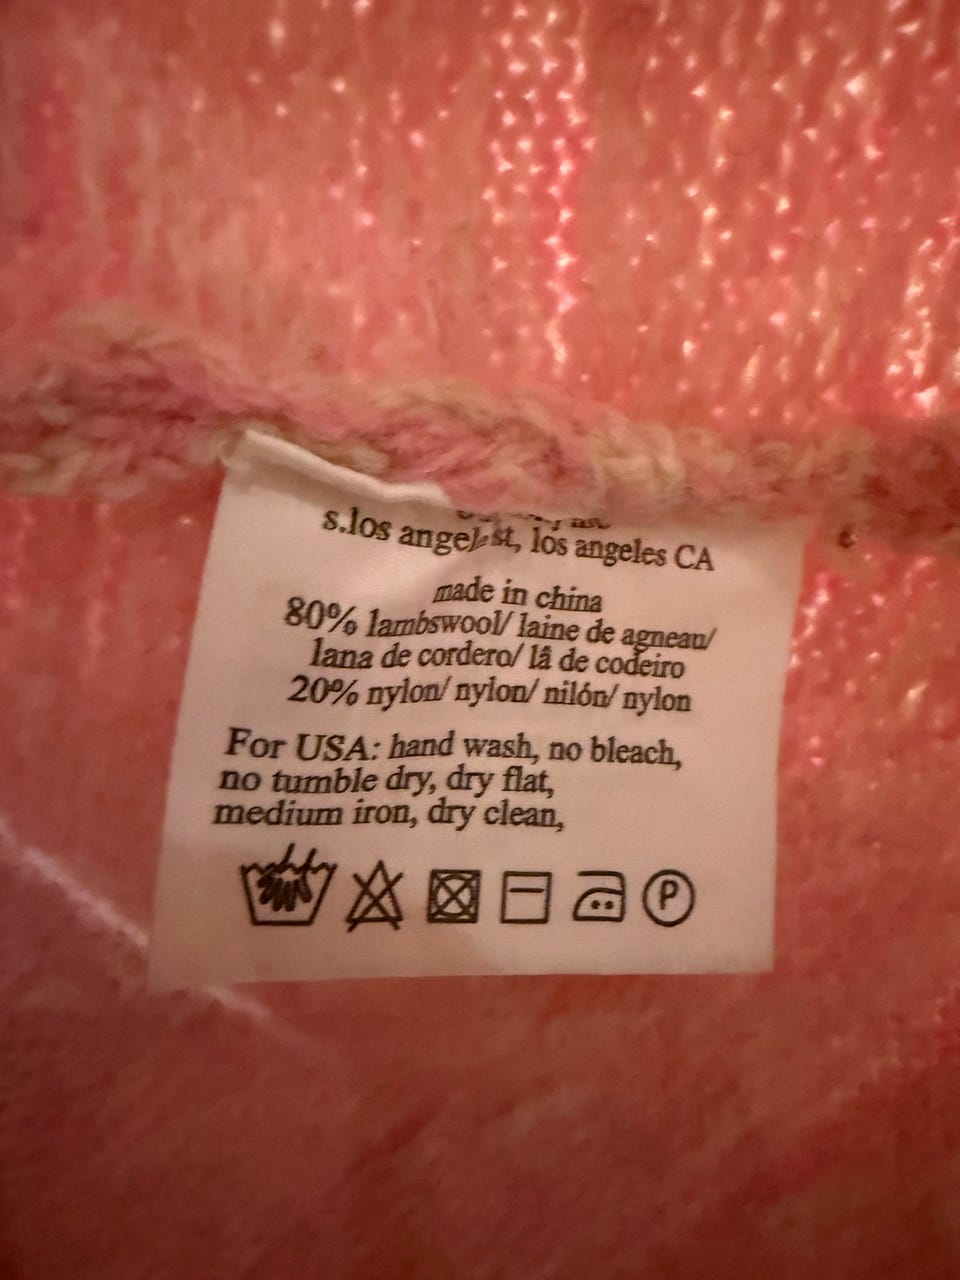 s.los angel st, los angeles CA
made in china
80% lambswool/ laine de agneau/
lana de cordero/ lã de codeiro
20% nylon/ nylon/ nilón/ nylon
For USA: hand wash, no bleach,
no tumble dry, dry flat,
medium iron, dry clean,
P